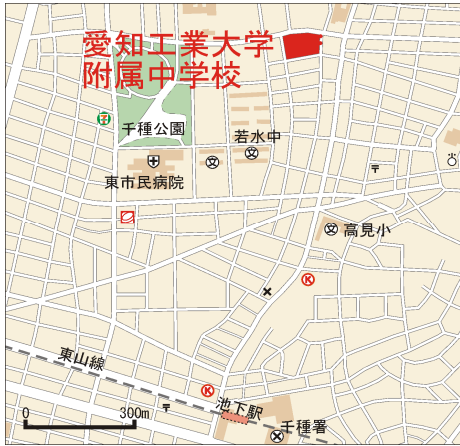 愛知工業大学
附属中学校
千種公園
若水中
東市民病院
高見小
東山線
池下駅
千種署
0 300m